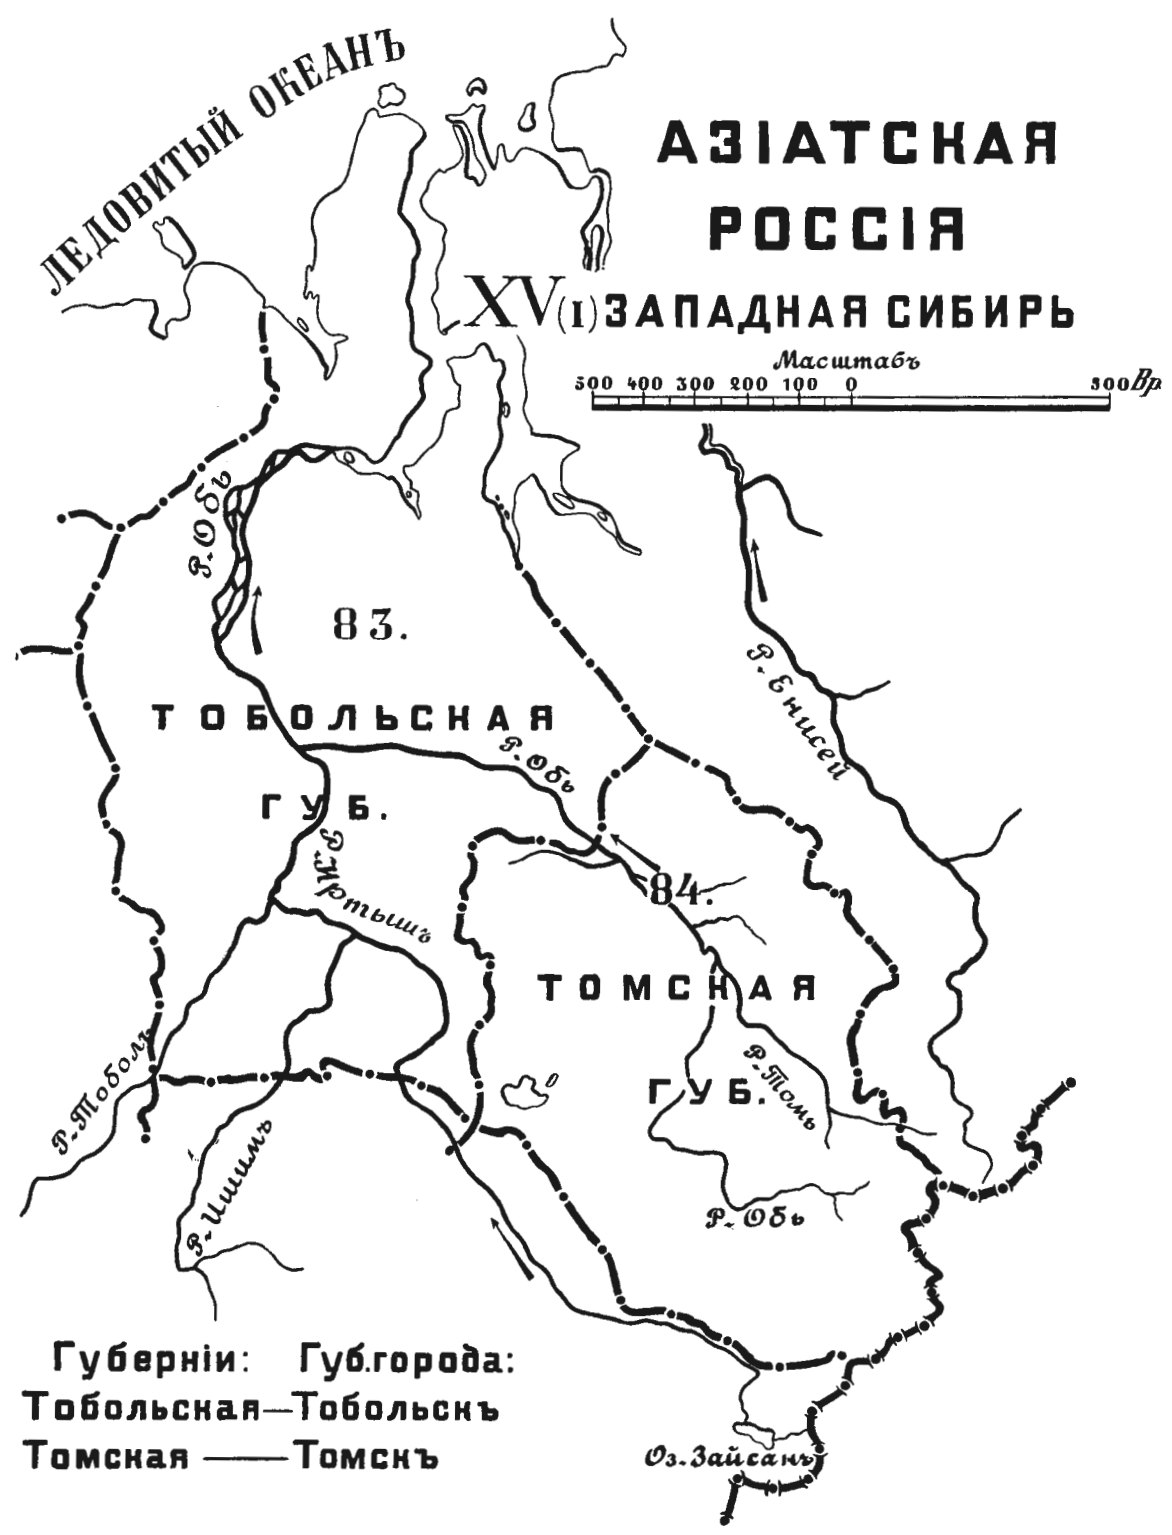 ЛЕДОВИТЫЙ ОКЕАНЪ
АЗІАТСКАЯ
РОССІЯ
XV(I) ЗАПАДНАЯ СИБИРЬ
Масштабъ
500 400 300 200 100 0 500 Вр.
Р. Обь
83.
Р. Енисей
ТОБОЛЬСКАЯ
Р. Обь
ГУБ.
Р. Иртышъ
84.
ТОМСКАЯ
Р. Тоболъ
Р. Томь
ГУБ.
Р. Ишимъ
Р. Обь
Губерніи: Губ. города:
Тобольская — Тобольскъ
Томская — Томскъ
Оз. Зайсанъ